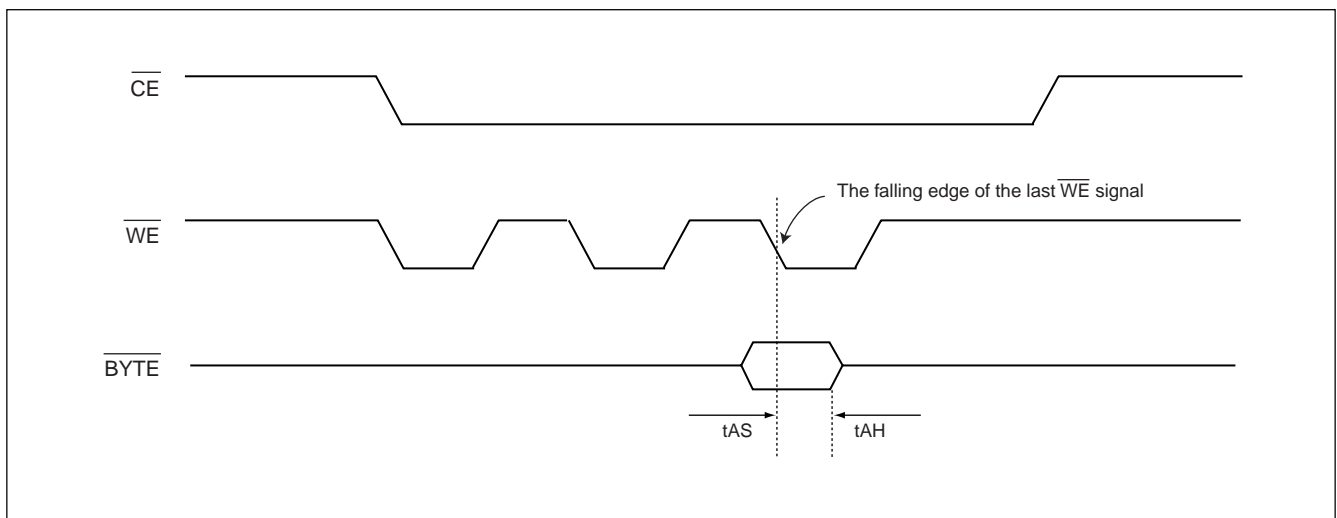 CE
The falling edge of the last WE signal
WE
BYTE
tAS
tAH